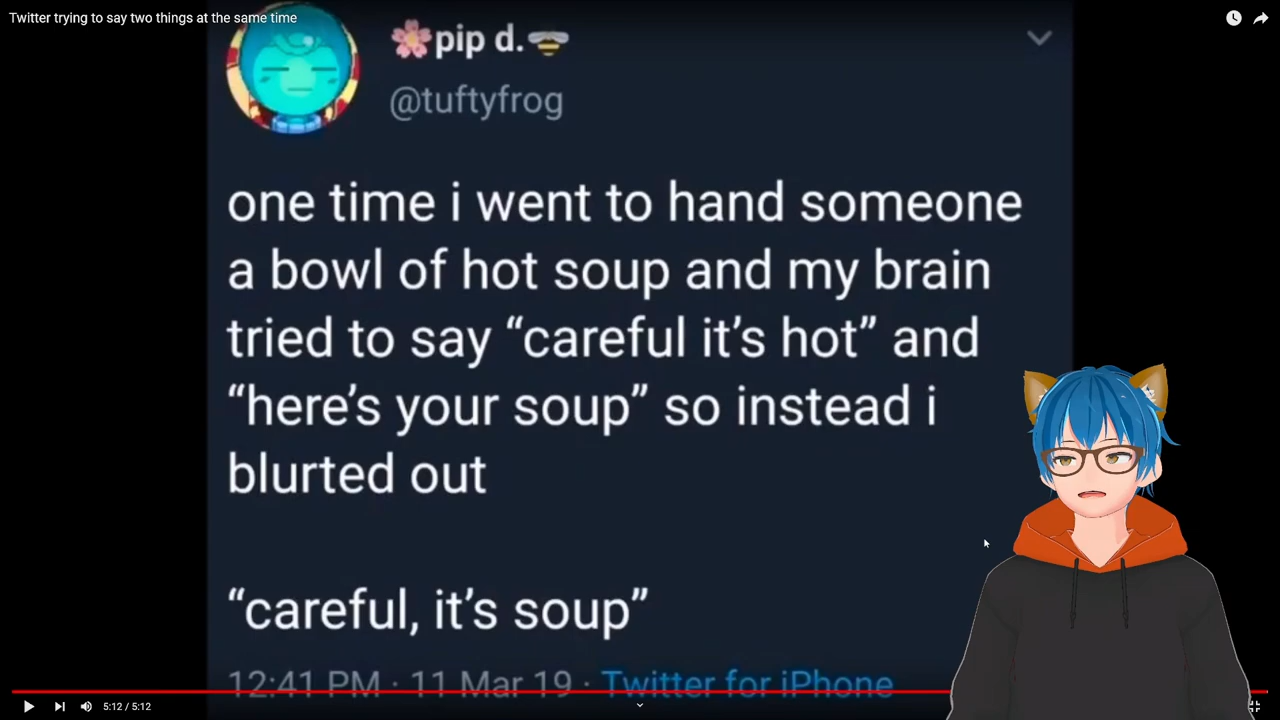 Twitter trying to say two things at the same time
🌸pip d.🐝
@tuftyfrog
one time i went to hand someone
a bowl of hot soup and my brain
tried to say “careful it’s hot” and
“here’s your soup” so instead i
blurted out
“careful, it’s soup”
12:41 PM · 11 Mar 19 · Twitter for iPhone
5:12 / 5:12